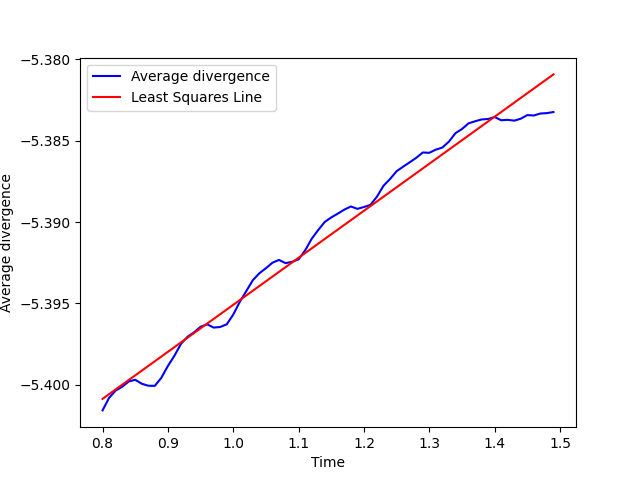 Average divergence
Least Squares Line
−5.380
−5.385
−5.390
−5.395
−5.400
Average divergence
0.8 0.9 1.0 1.1 1.2 1.3 1.4 1.5
Time